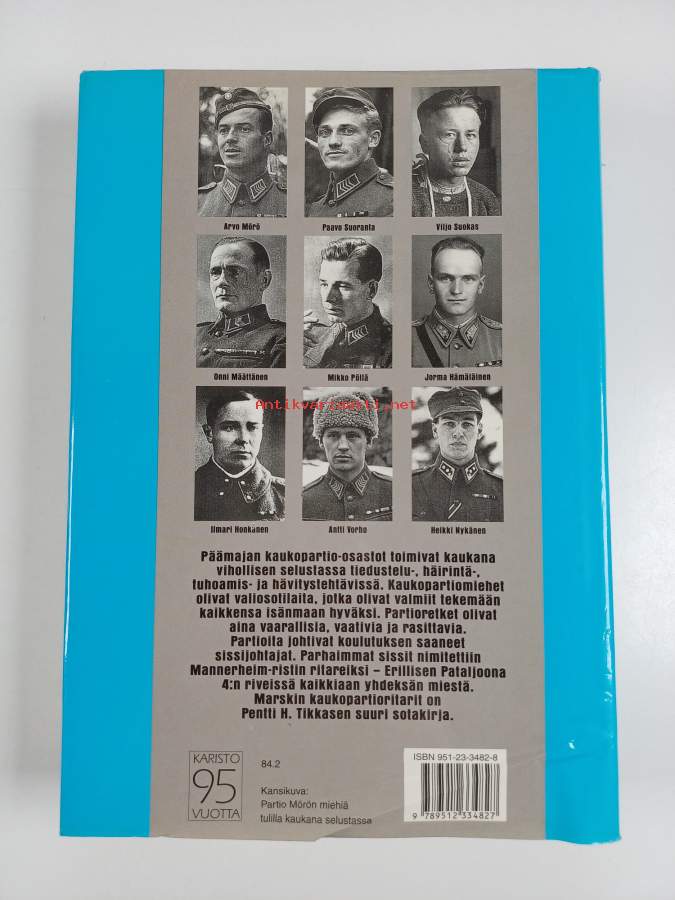 Arvo Mörö
Paavo Suoranta
Viljo Suokas
Onni Määttänen
Mikko Pöllä
Jorma Hämäläinen
Antikvariaatti.net
Ilmari Honkanen
Antti Vorho
Heikki Nykänen
Päämajan kaukopartio-osastot toimivat kaukana
vihollisen selustassa tiedustelu-, häirintä-,
tuhoamis- ja hävitystehtävissä. Kaukopartiomiehet
olivat valiosotilaita, jotka olivat valmiit tekemään
kaikkensa isänmaan hyväksi. Partioretket olivat
aina vaarallisia, vaativia ja rasittavia.
Partioita johtivat koulutuksen saaneet
sissijohtajat. Parhaimmat sissit nimitettiin
Mannerheim-ristin ritareiksi – Erillisen Pataljoona
4:n riveissä kaikkiaan yhdeksän miestä.
Marskin kaukopartioritarit on
Pentti H. Tikkasen suuri sotakirja.
KARISTO
95
VUOTTA
84.2
Kansikuva:
Partio Mörön miehiä
tulilla kaukana selustassa
ISBN 951-23-3482-8
9 789512 334827